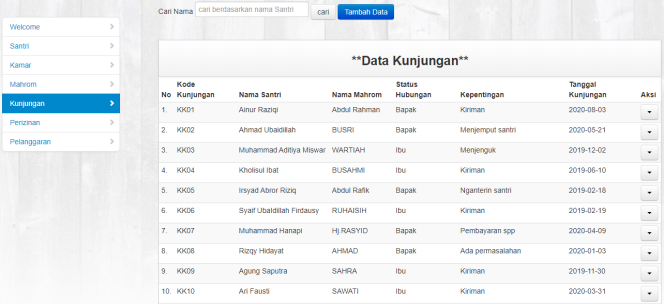 Cari Nama cari berdasarkan nama Santri cari Tambah Data
Welcome
Santri
Kamar
Mahrom
Kunjungan
Perizinan
Pelanggaran
**Data Kunjungan**
No Kode Kunjungan Nama Santri Nama Mahrom Status Hubungan Kepentingan Tanggal Kunjungan Aksi
1. KK01 Ainur Raziqi Abdul Rahman Bapak Kiriman 2020-08-03
2. KK02 Ahmad Ubaidillah BUSRI Bapak Menjemput santri 2020-05-21
3. KK03 Muhammad Aditiya Miswar WARTIAH Ibu Menjenguk 2019-12-02
4. KK04 Kholisul Ibat BUSAHMI Ibu Kiriman 2019-06-10
5. KK05 Irsyad Abror Riziq Abdul Rafik Bapak Nganterin santri 2019-02-18
6. KK06 Syaif Ubaldillah Firdausy RUHAISIH Ibu Kiriman 2019-02-19
7. KK07 Muhammad Hanapi Hj.RASYID Bapak Pembayaran spp 2020-04-09
8. KK08 Rizqy Hidayat AHMAD Bapak Ada permasalahan 2020-01-03
9. KK09 Agung Saputra SAHRA Ibu Kiriman 2019-11-30
10. KK10 Ari Fausti SAWATI Ibu Kiriman 2020-03-31